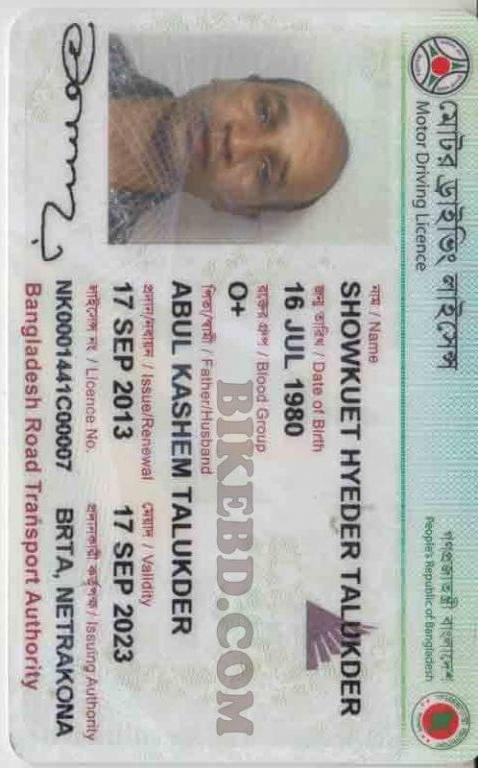 মোটর ড্রাইভিং লাইসেন্স
Motor Driving Licence
গণপ্রজাতন্ত্রী বাংলাদেশ
People's Republic of Bangladesh
নাম / Name
SHOWKUET HYEDER TALUKDER
জন্ম তারিখ / Date of Birth
16 JUL 1980
রক্তের গ্রুপ / Blood Group
O+
পিতা/স্বামী / Father/Husband
ABUL KASHEM TALUKDER
প্রদান/নবায়ন / Issue/Renewal
17 SEP 2013
মেয়াদ / Validity
17 SEP 2023
লাইসেন্স নং / Licence No.
NK0001441C00007
প্রদানকারী কর্তৃপক্ষ / Issuing Authority
BRTA, NETRAKONA
Bangladesh Road Transport Authority
BIKEBD.COM